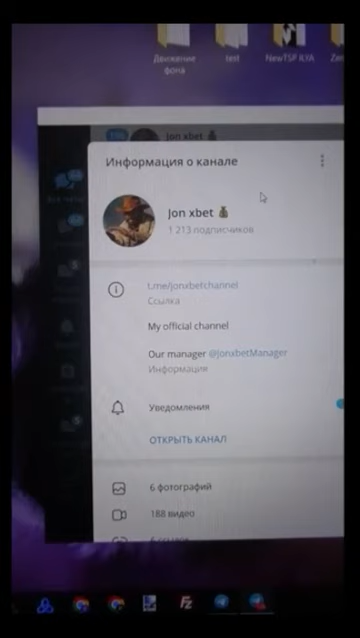 Движение
фона
test
NewTSP ILYA
Jon xbet
Информация о канале
Jon xbet 💰
1 213 подписчиков
t.me/jonxbetchannel
Ссылка
My official channel
Our manager @JonxbetManager
Информация
Уведомления
ОТКРЫТЬ КАНАЛ
6 фотографий
188 видео